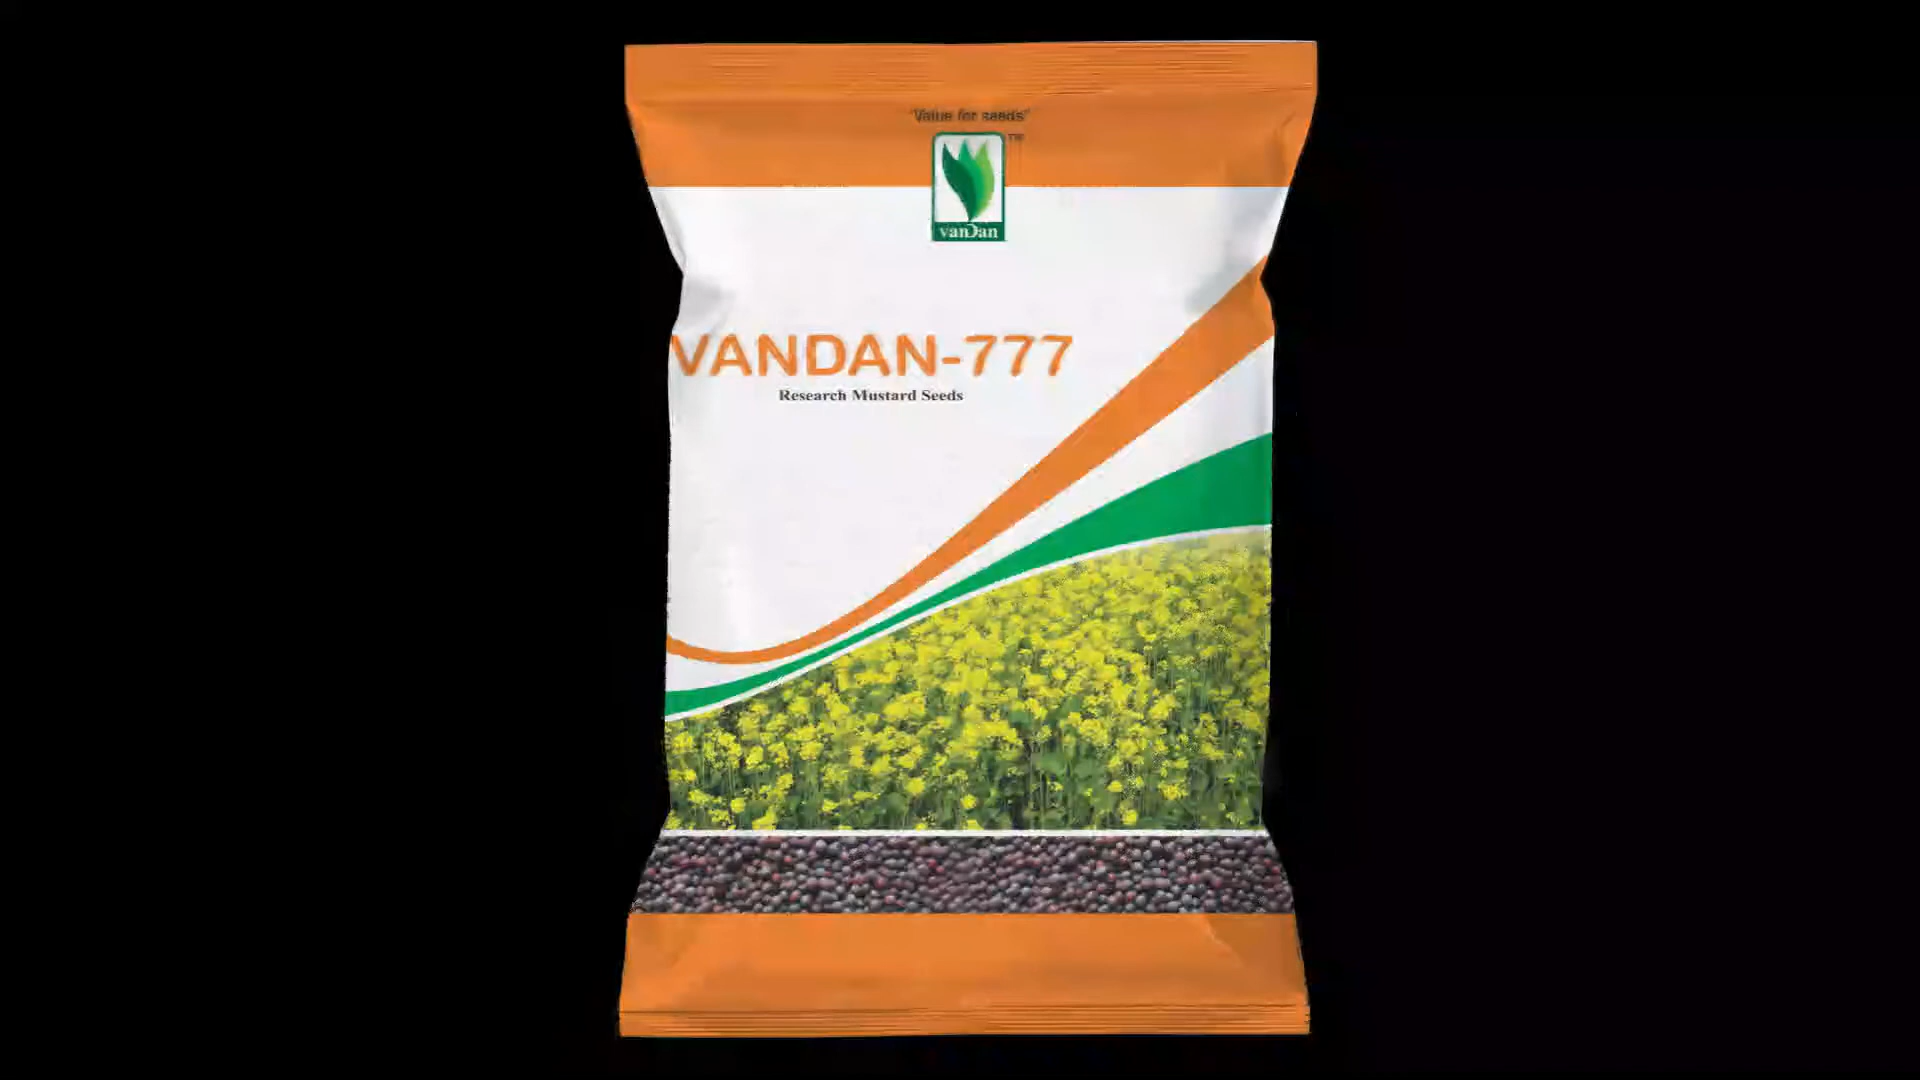 "Value for seeds"
TM
vanDan
VANDAN-777
Research Mustard Seeds